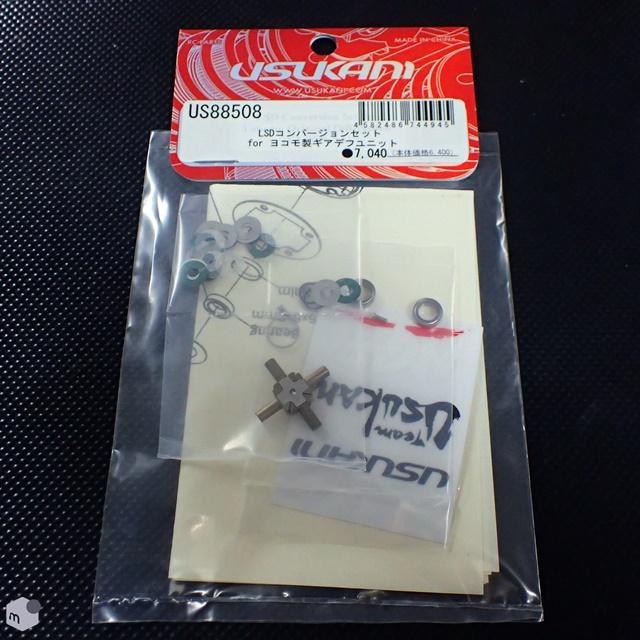 MADE IN CHINA
USUKANI
WWW.USUKANI.COM
US88508
4582486744945
LSDコンバージョンセット
for ヨコモ製ギアデフユニット
●7,040 (本体価格6,400)
Bearing
Team
USUKANI
USUKANI
m